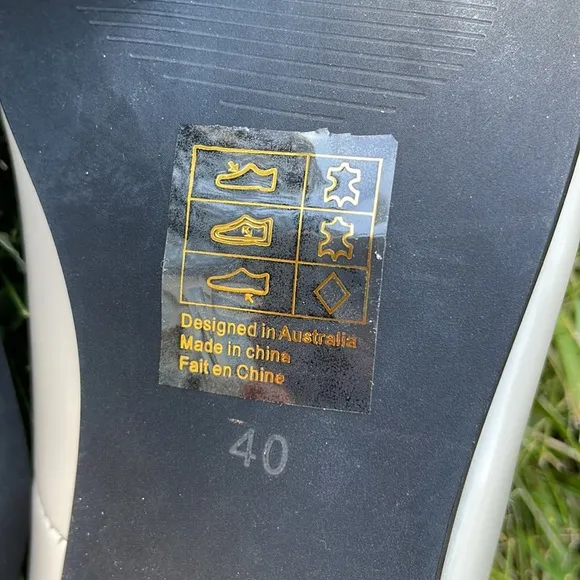 Designed in Australia
Made in china
Fait en Chine
40